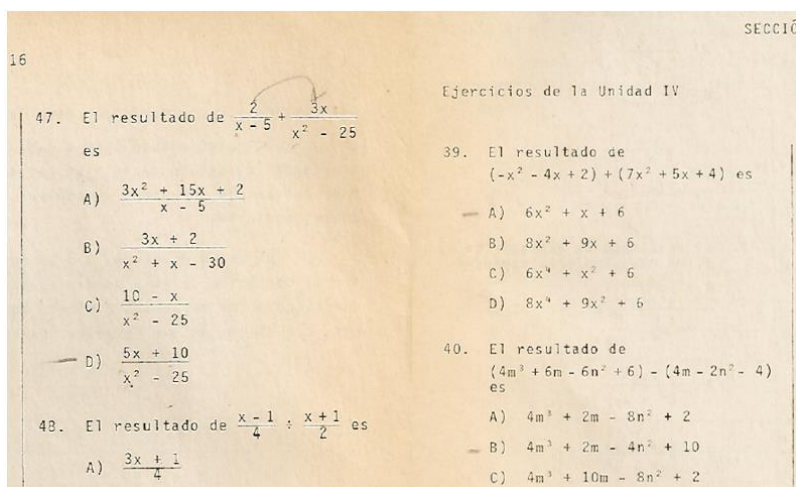 16
47. El resultado de 2/(x - 5) + 3x/(x² - 25)
es
A) (3x² + 15x + 2)/(x - 5)
B) (3x + 2)/(x² + x - 30)
C) (10 - x)/(x² - 25)
D) (5x + 10)/(x² - 25)
48. El resultado de (x - 1)/4 ÷ (x + 1)/2 es
A) (3x + 1)/4
SECCIÓ
Ejercicios de la Unidad IV
39. El resultado de
(-x² - 4x + 2) + (7x² + 5x + 4) es
A) 6x² + x + 6
B) 8x² + 9x + 6
C) 6x⁴ + x² + 6
D) 8x⁴ + 9x² + 6
40. El resultado de
(4m³ + 6m - 6n² + 6) - (4m - 2n² - 4)
es
A) 4m³ + 2m - 8n² + 2
B) 4m³ + 2m - 4n² + 10
C) 4m³ + 10m - 8n² + 2